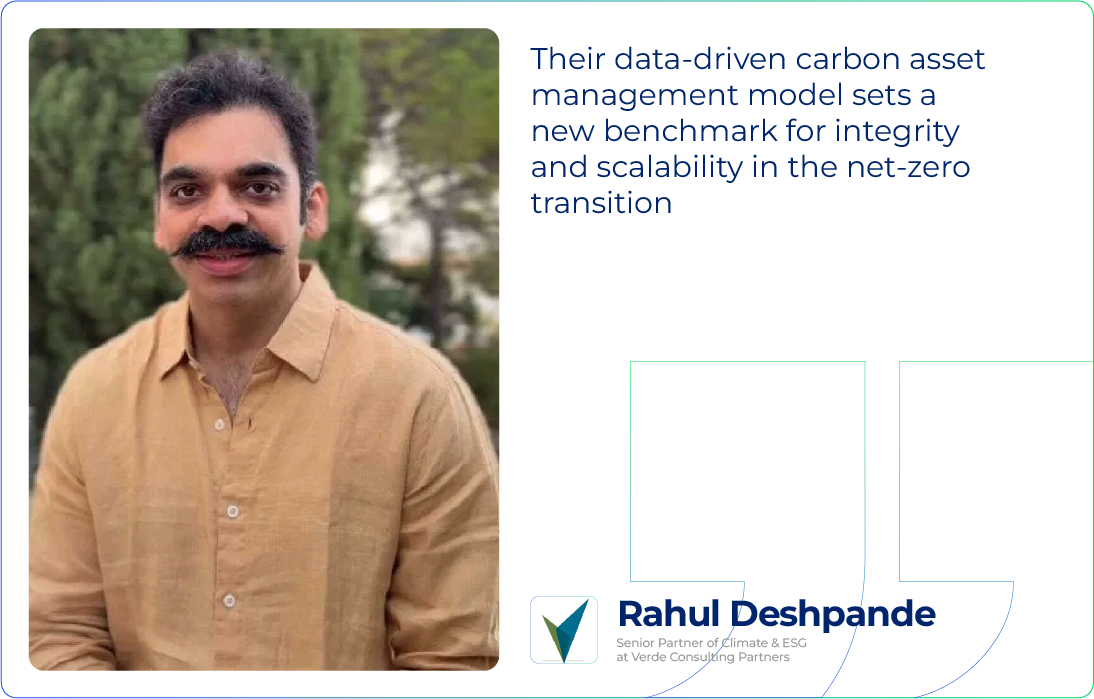 Their data-driven carbon asset
management model sets a
new benchmark for integrity
and scalability in the net-zero
transition
Rahul Deshpande
Senior Partner of Climate & ESG
at Verde Consulting Partners